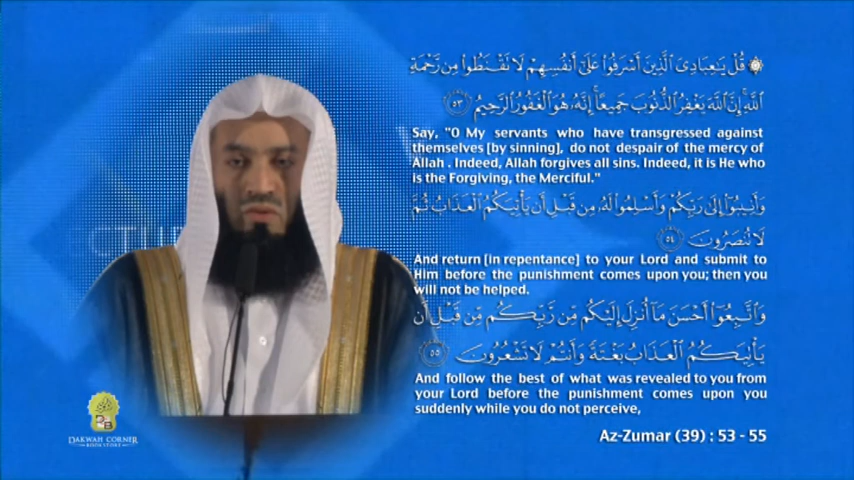 ۞ قُلْ يَٰعِبَادِىَ ٱلَّذِينَ أَسْرَفُوا۟ عَلَىٰٓ أَنفُسِهِمْ لَا تَقْنَطُوا۟ مِن رَّحْمَةِ
ٱللَّهِ ۚ إِنَّ ٱللَّهَ يَغْفِرُ ٱلذُّنُوبَ جَمِيعًا ۚ إِنَّهُۥ هُوَ ٱلْغَفُورُ ٱلرَّحِيمُ ٥٣
Say, "O My servants who have transgressed against
themselves [by sinning], do not despair of the mercy of
Allah . Indeed, Allah forgives all sins. Indeed, it is He who
is the Forgiving, the Merciful."
وَأَنِيبُوٓا۟ إِلَىٰ رَبِّكُمْ وَأَسْلِمُوا۟ لَهُۥ مِن قَبْلِ أَن يَأْتِيَكُمُ ٱلْعَذَابُ ثُمَّ
لَا تُنصَرُونَ ٥٤
And return [in repentance] to your Lord and submit to
Him before the punishment comes upon you; then you
will not be helped.
وَٱتَّبِعُوٓا۟ أَحْسَنَ مَآ أُنزِلَ إِلَيْكُم مِّن رَّبِّكُم مِّن قَبْلِ أَن
يَأْتِيَكُمُ ٱلْعَذَابُ بَغْتَةً وَأَنتُمْ لَا تَشْعُرُونَ ٥٥
And follow the best of what was revealed to you from
your Lord before the punishment comes upon you
suddenly while you do not perceive,
Az-Zumar (39) : 53 - 55
ECTU
DAKWAH CORNER
BOOK STORE